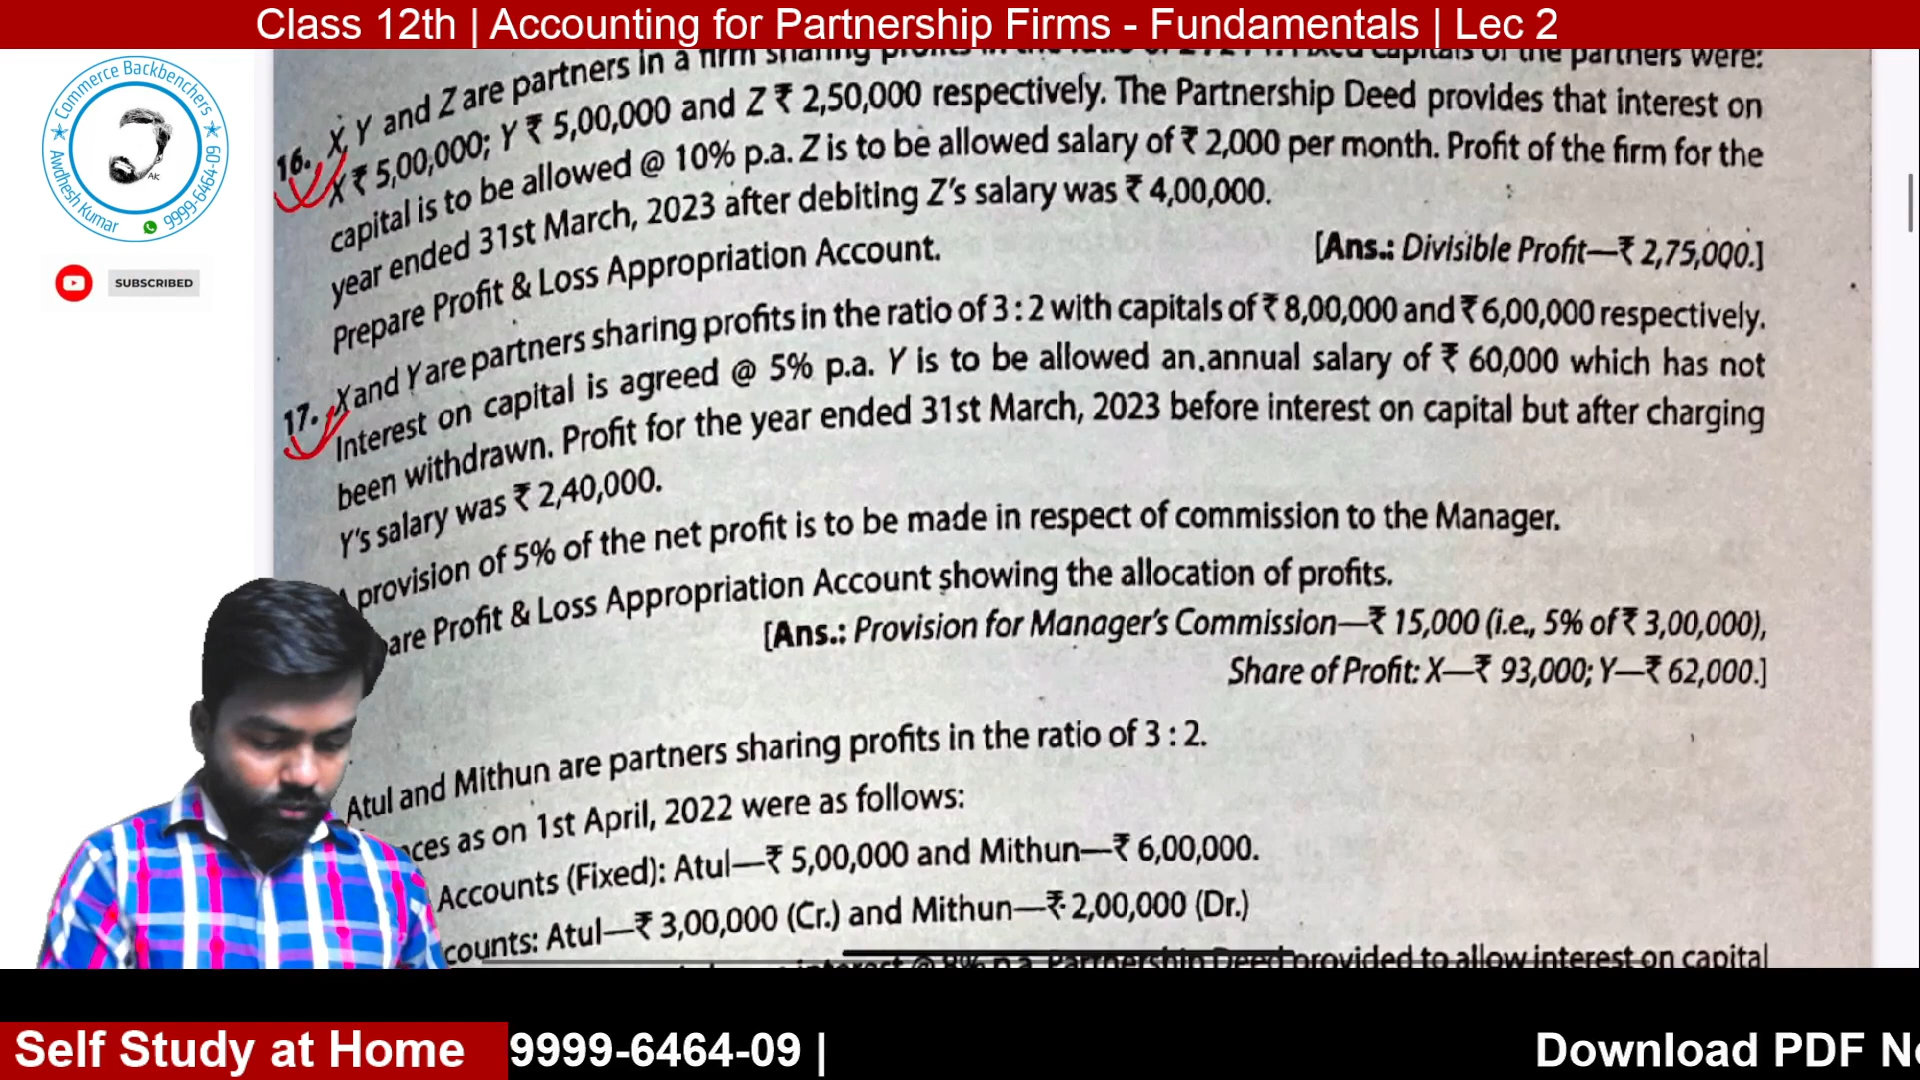 Class 12th | Accounting for Partnership Firms - Fundamentals | Lec 2
Commerce Backbenchers
Awdhesh Kumar
9999-6464-09
AK
SUBSCRIBED
16. X, Y and Z are partners in a firm sharing profits in the ratio of 2 : 2 : 1. Fixed capitals of the partners were:
X ₹ 5,00,000; Y ₹ 5,00,000 and Z ₹ 2,50,000 respectively. The Partnership Deed provides that interest on
capital is to be allowed @ 10% p.a. Z is to be allowed salary of ₹ 2,000 per month. Profit of the firm for the
year ended 31st March, 2023 after debiting Z's salary was ₹ 4,00,000.
Prepare Profit & Loss Appropriation Account.
[Ans.: Divisible Profit—₹ 2,75,000.]
17. X and Y are partners sharing profits in the ratio of 3 : 2 with capitals of ₹ 8,00,000 and ₹ 6,00,000 respectively.
Interest on capital is agreed @ 5% p.a. Y is to be allowed an annual salary of ₹ 60,000 which has not
been withdrawn. Profit for the year ended 31st March, 2023 before interest on capital but after charging
Y's salary was ₹ 2,40,000.
provision of 5% of the net profit is to be made in respect of commission to the Manager.
are Profit & Loss Appropriation Account showing the allocation of profits.
[Ans.: Provision for Manager's Commission—₹ 15,000 (i.e., 5% of ₹ 3,00,000),
Share of Profit: X—₹ 93,000; Y—₹ 62,000.]
Atul and Mithun are partners sharing profits in the ratio of 3 : 2.
ces as on 1st April, 2022 were as follows:
Accounts (Fixed): Atul—₹ 5,00,000 and Mithun—₹ 6,00,000.
counts: Atul—₹ 3,00,000 (Cr.) and Mithun—₹ 2,00,000 (Dr.)
interest @ 8% p.a. Partnership Deed provided to allow interest on capital
Self Study at Home
9999-6464-09 |
Download PDF N